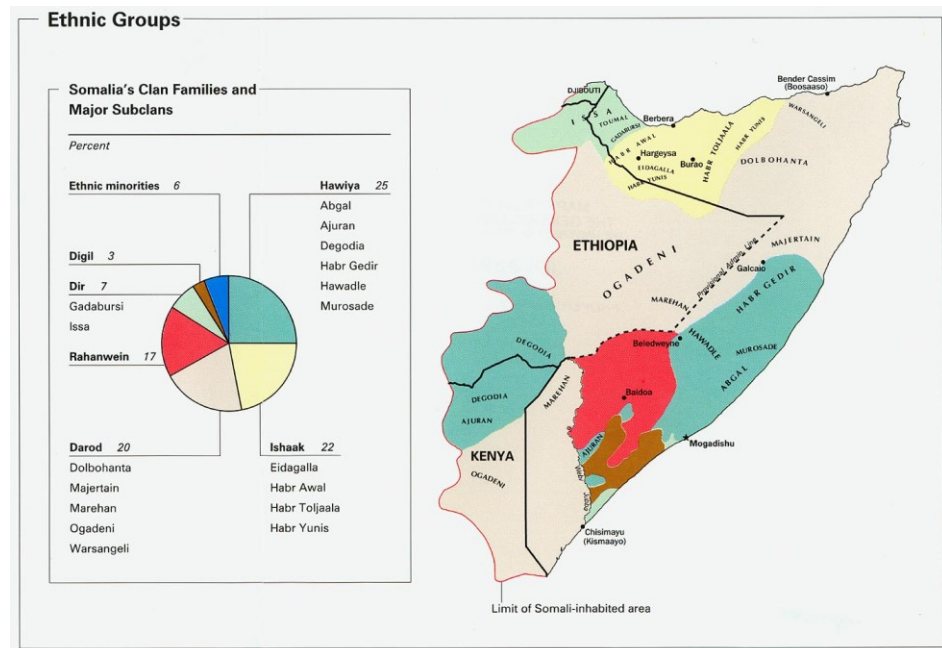 Ethnic Groups
Somalia's Clan Families and
Major Subclans
Percent
Ethnic minorities 6
Hawiya 25
Abgal
Ajuran
Degodia
Habr Gedir
Hawadle
Murosade
Digil 3
Dir 7
Gadabursi
Issa
Rahanwein 17
Darod 20
Dolbohanta
Majertain
Marehan
Ogadeni
Warsangeli
Ishaak 22
Eidagalla
Habr Awal
Habr Toljaala
Habr Yunis
Bender Cassim
(Boosaaso)
DJIBOUTI
ISSA
TOUMAL
GADABURSI
Berbera
WARSANGELI
HABR AWAL
Hargeysa
EIDAGALLA
HABR YUNIS
Burao
HABR TOLJAALA
HABR YUNIS
DOLBOHANTA
ETHIOPIA
OGADENI
Provisional Admin. Line
MAJERTAIN
Galcaio
MAREHAN
HABR GEDIR
Beledweyne
HAWADLE
MUROSADE
ABGAL
DEGODIA
DEGODIA
AJURAN
MAREHAN
Baidoa
AJURAN
Mogadishu
KENYA
OGADENI
Chisimayu
(Kismaayo)
Limit of Somali-inhabited area